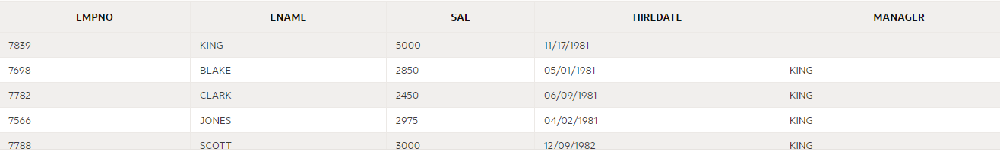 EMPNO ENAME SAL HIREDATE MANAGER
7839 KING 5000 11/17/1981 -
7698 BLAKE 2850 05/01/1981 KING
7782 CLARK 2450 06/09/1981 KING
7566 JONES 2975 04/02/1981 KING
7788 SCOTT 3000 12/09/1982 KING